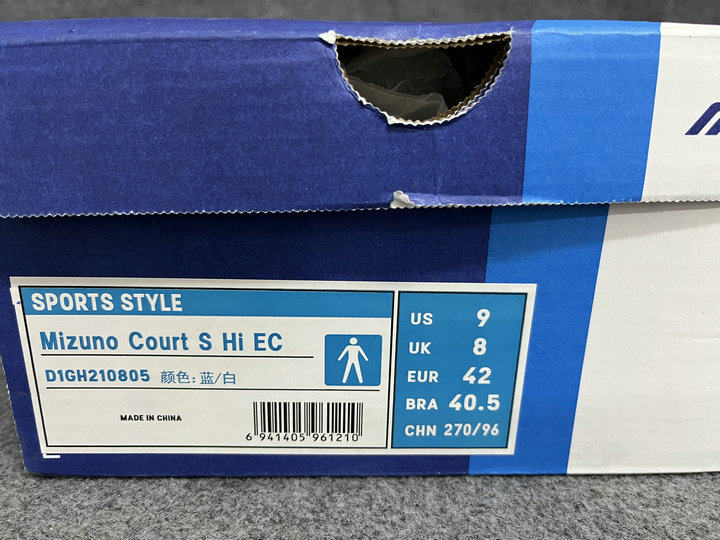 SPORTS STYLE
Mizuno Court S Hi EC
D1GH210805 颜色:蓝/白
MADE IN CHINA
6 941405 961210
US 9
UK 8
EUR 42
BRA 40.5
CHN 270/96